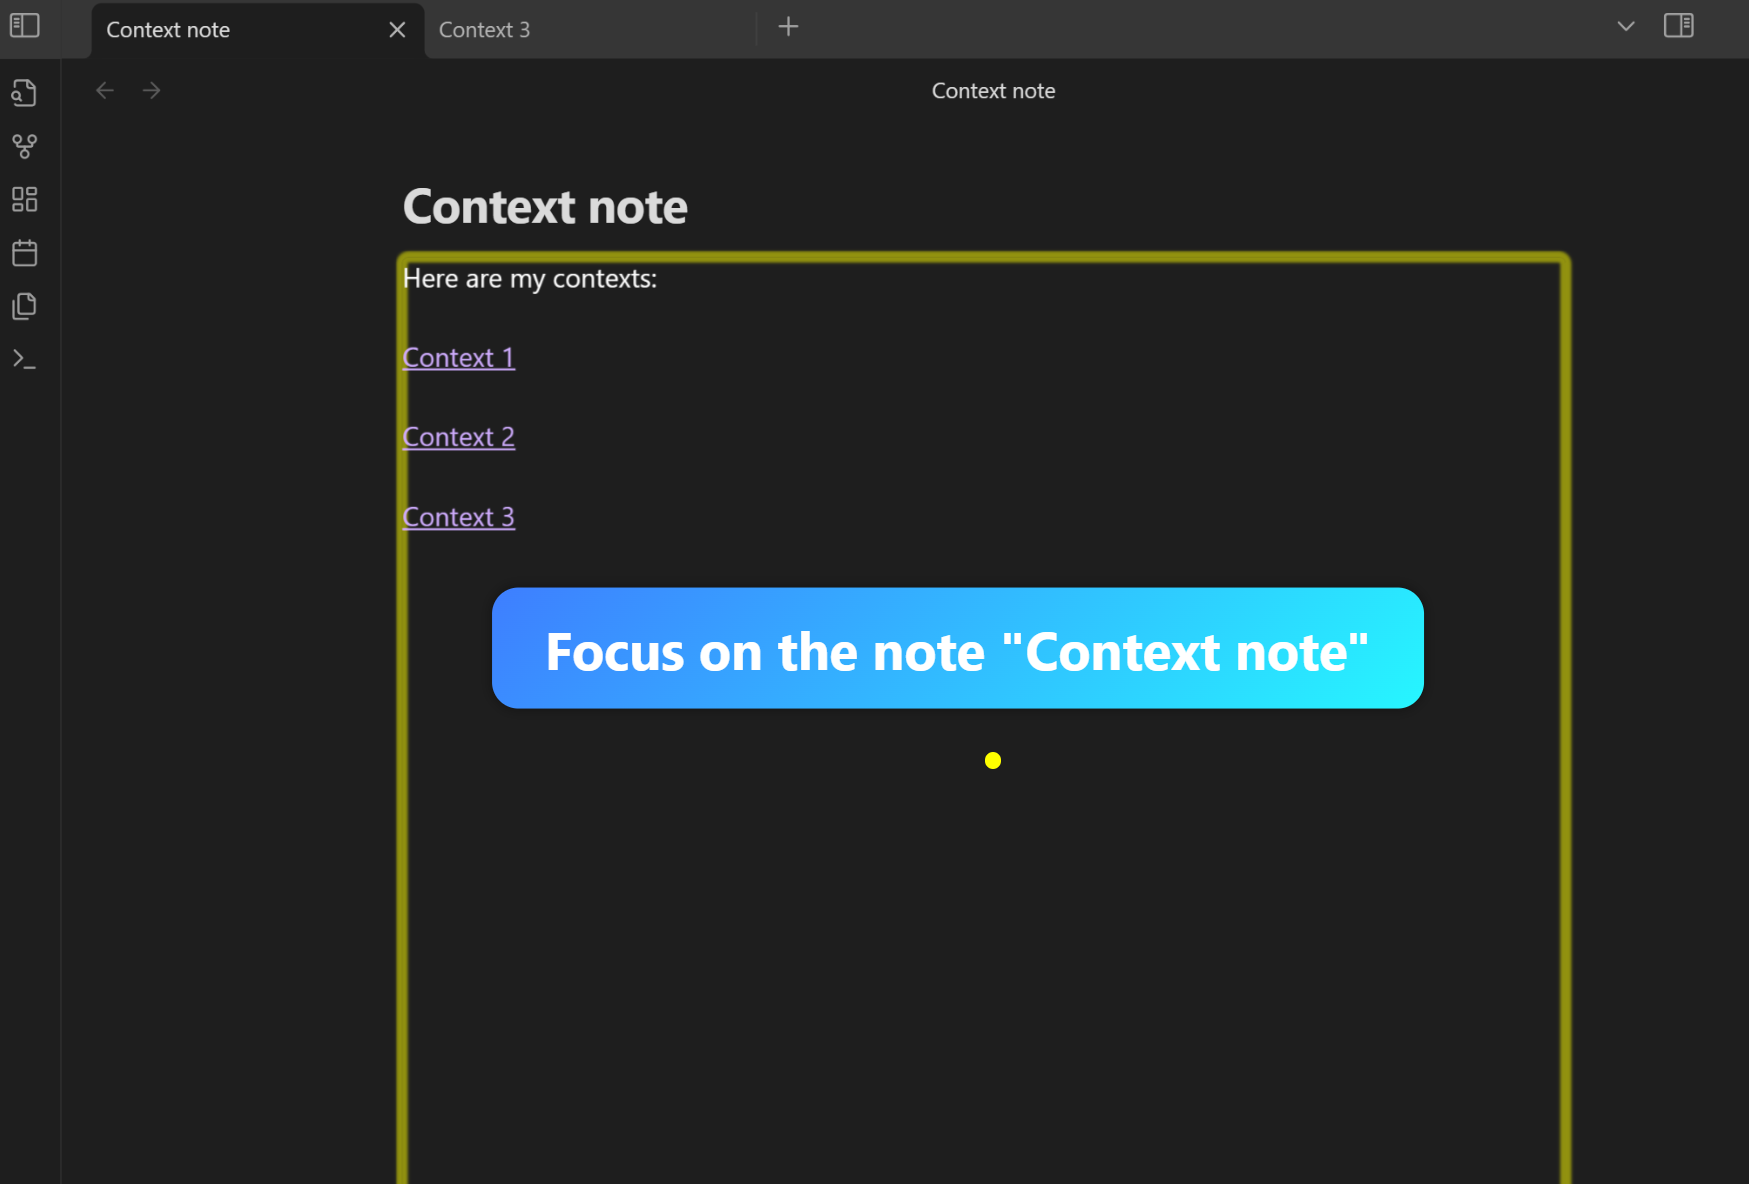 Context note
Context 3
Context note
Context note
Here are my contexts:
Context 1
Context 2
Context 3
Focus on the note "Context note"